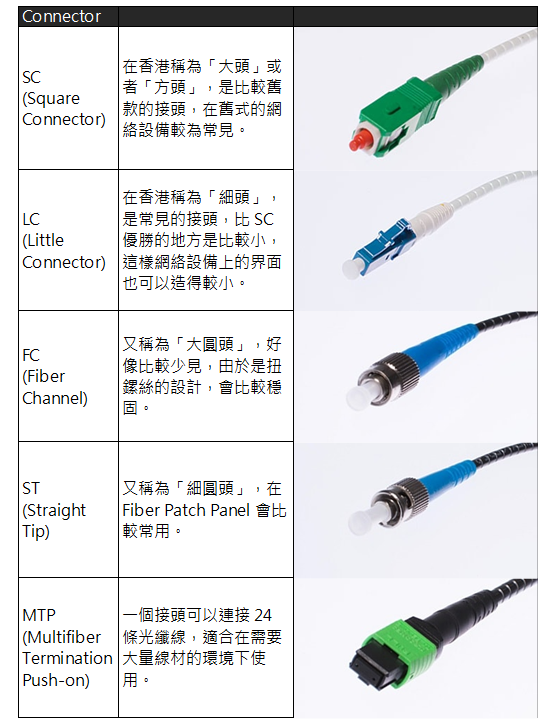 Connector
SC
(Square
Connector)
在香港稱為「大頭」或
者「方頭」，是比較舊
款的接頭，在舊式的網
絡設備較為常見。
LC
(Little
Connector)
在香港稱為「細頭」，
是常見的接頭，比 SC
優勝的地方是比較小，
這樣網絡設備上的界面
也可以造得較小。
FC
(Fiber
Channel)
又稱為「大圓頭」，好
像比較少見，由於是扭
鏍絲的設計，會比較穩
固。
ST
(Straight
Tip)
又稱為「細圓頭」，在
Fiber Patch Panel 會比
較常用。
MTP
(Multifiber
Termination
Push-on)
一個接頭可以連接 24
條光纖線，適合在需要
大量線材的環境下使
用。